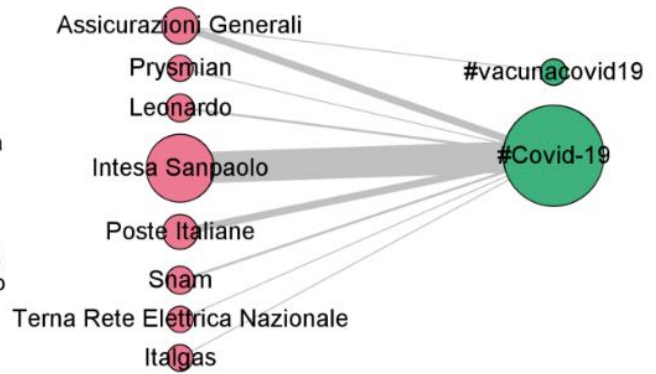 Assicurazioni Generali
Prysmian
#vacunacovid19
Leonardo
#Covid-19
Intesa Sanpaolo
Poste Italiane
Snam
Terna Rete Elettrica Nazionale
Italgas